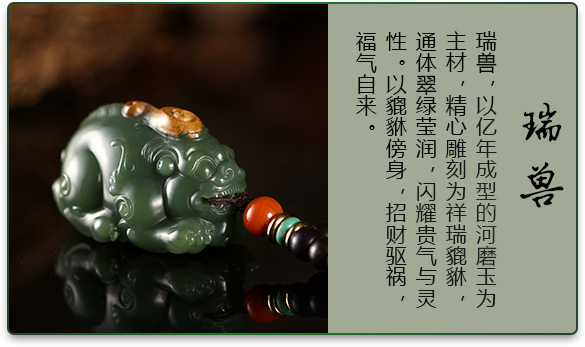 瑞兽
瑞兽，以亿年成型的河磨玉为
主材，精心雕刻为祥瑞貔貅，
通体翠绿莹润，闪耀贵气与灵
性。以貔貅傍身，招财驱祸，
福气自来。